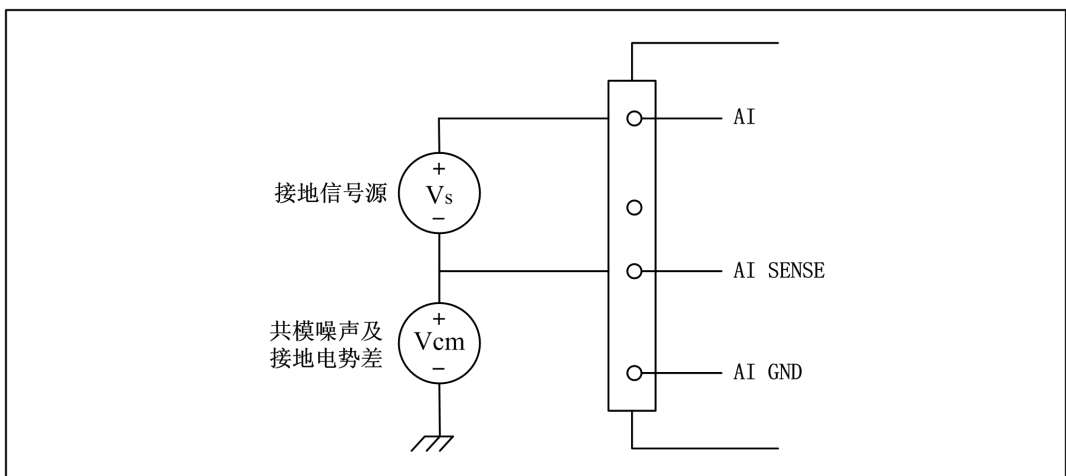 AI
+
接地信号源
Vs
−
AI SENSE
+
共模噪声及
接地电势差
Vcm
−
AI GND